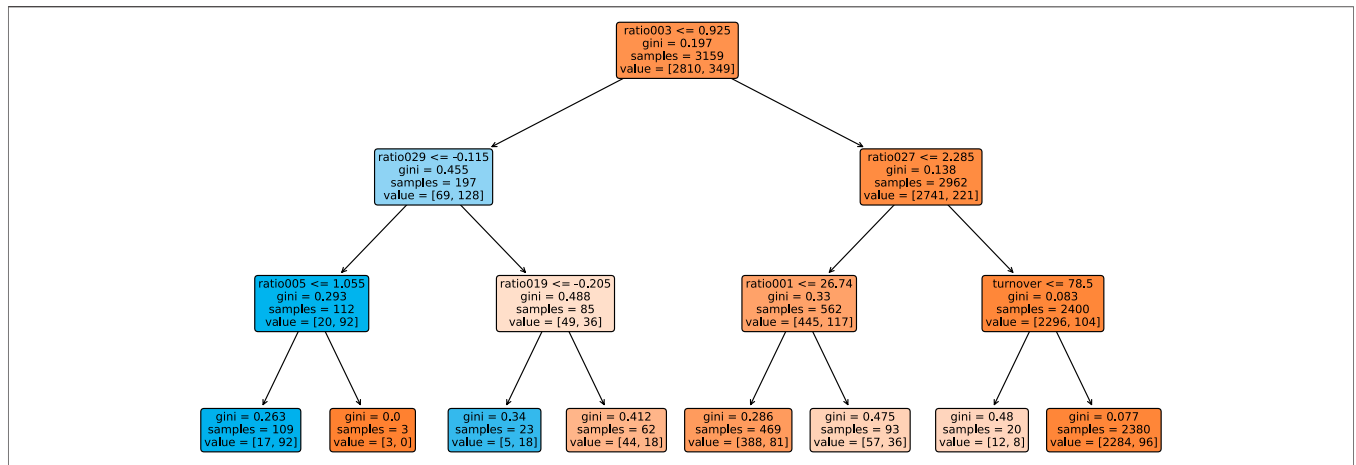 ratio003 <= 0.925
gini = 0.197
samples = 3159
value = [2810, 349]
ratio029 <= -0.115
gini = 0.455
samples = 197
value = [69, 128]
ratio027 <= 2.285
gini = 0.138
samples = 2962
value = [2741, 221]
ratio005 <= 1.055
gini = 0.293
samples = 112
value = [20, 92]
ratio019 <= -0.205
gini = 0.488
samples = 85
value = [49, 36]
ratio001 <= 26.74
gini = 0.33
samples = 562
value = [445, 117]
turnover <= 78.5
gini = 0.083
samples = 2400
value = [2296, 104]
gini = 0.263
samples = 109
value = [17, 92]
gini = 0.0
samples = 3
value = [3, 0]
gini = 0.34
samples = 23
value = [5, 18]
gini = 0.412
samples = 62
value = [44, 18]
gini = 0.286
samples = 469
value = [388, 81]
gini = 0.475
samples = 93
value = [57, 36]
gini = 0.48
samples = 20
value = [12, 8]
gini = 0.077
samples = 2380
value = [2284, 96]